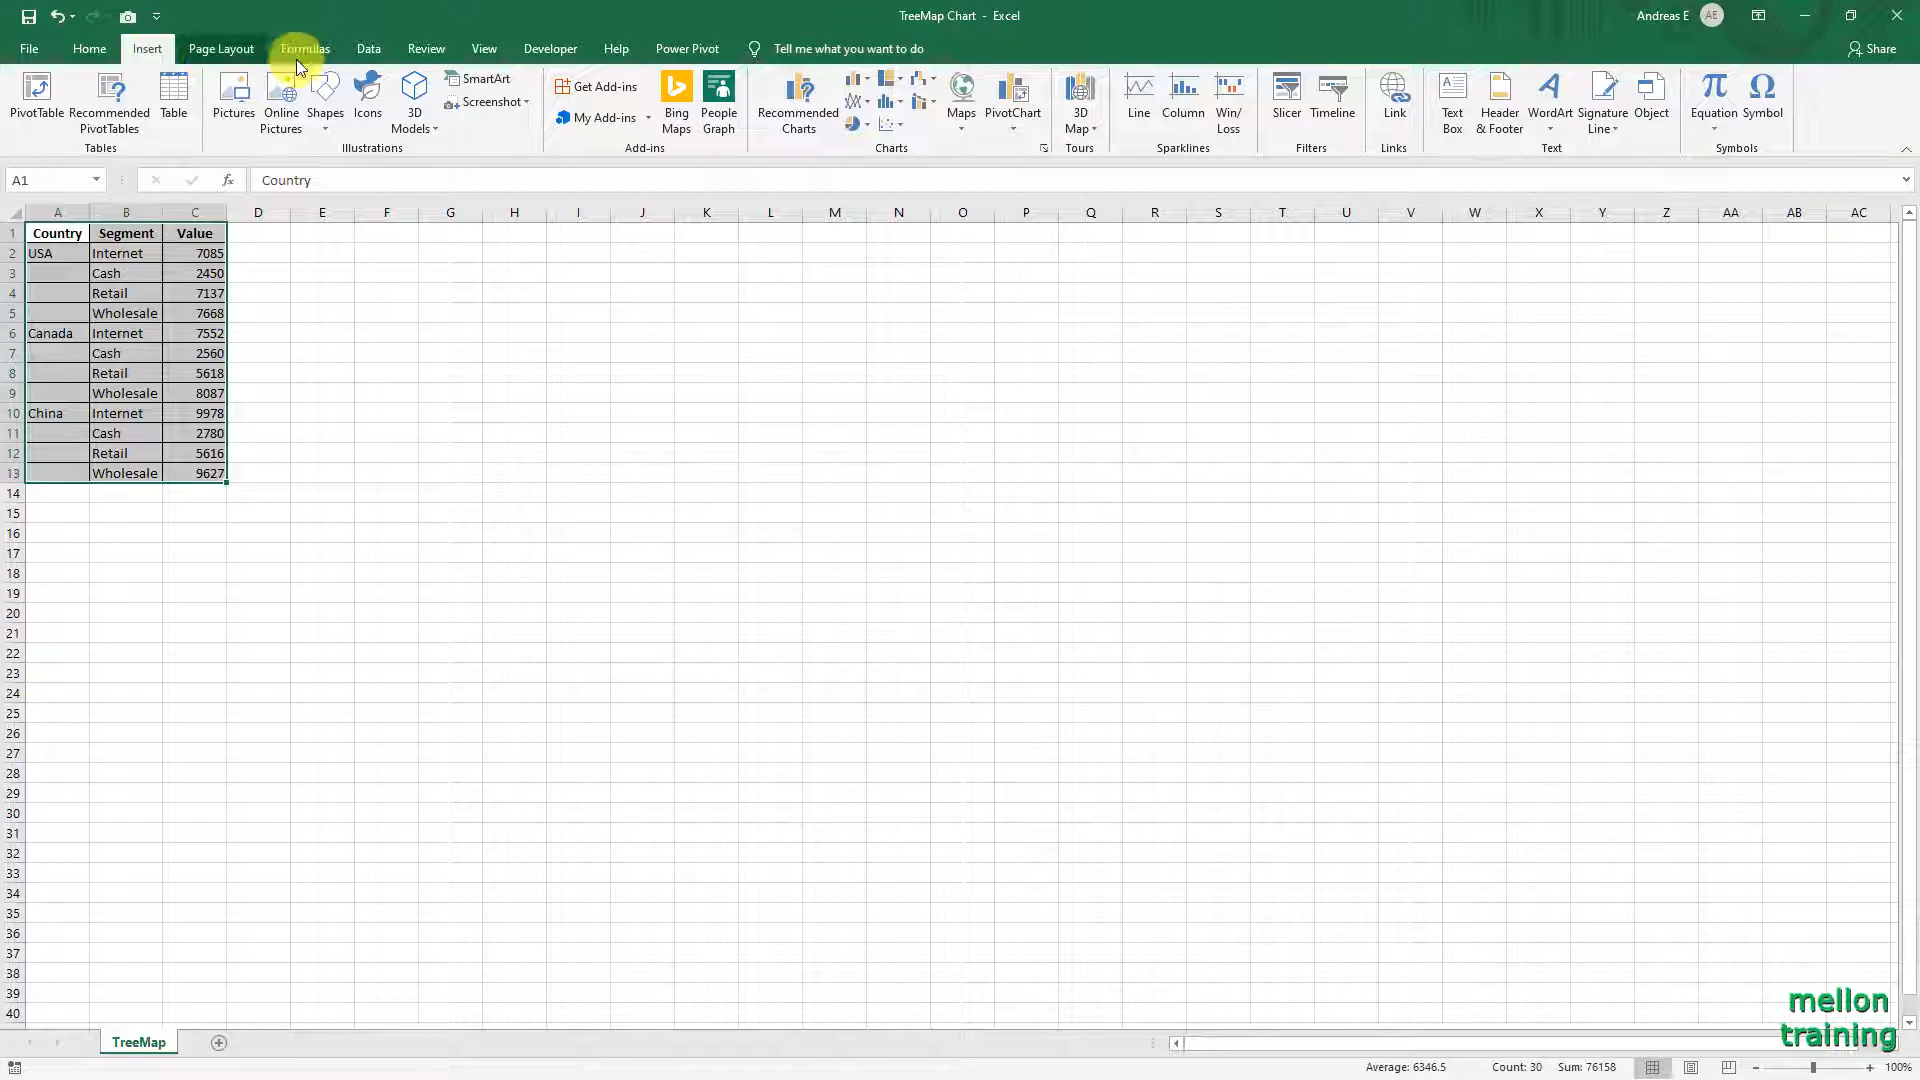 TreeMap Chart - Excel
Andreas E AE
File Home Insert Page Layout Formulas Data Review View Developer Help Power Pivot Tell me what you want to do Share
PivotTable Recommended PivotTables Table
Tables
Pictures Online Pictures Shapes Icons 3D Models SmartArt Screenshot
Illustrations
Get Add-ins
My Add-ins
Bing Maps People Graph
Add-ins
Recommended Charts Maps PivotChart
Charts
3D Map
Tours
Line Column Win/Loss
Sparklines
Slicer Timeline
Filters
Link
Links
Text Box Header & Footer WordArt Signature Line Object
Text
Equation Symbol
Symbols
A1 fx Country
A B C D E F G H I J K L M N O P Q R S T U V W X Y Z AA AB AC
1 Country Segment Value
2 USA Internet 7085
3 Cash 2450
4 Retail 7137
5 Wholesale 7668
6 Canada Internet 7552
7 Cash 2560
8 Retail 5618
9 Wholesale 8087
10 China Internet 9978
11 Cash 2780
12 Retail 5616
13 Wholesale 9627
14
15
16
17
18
19
20
21
22
23
24
25
26
27
28
29
30
31
32
33
34
35
36
37
38
39
40
mellon
training
TreeMap
Average: 6346.5 Count: 30 Sum: 76158 100%